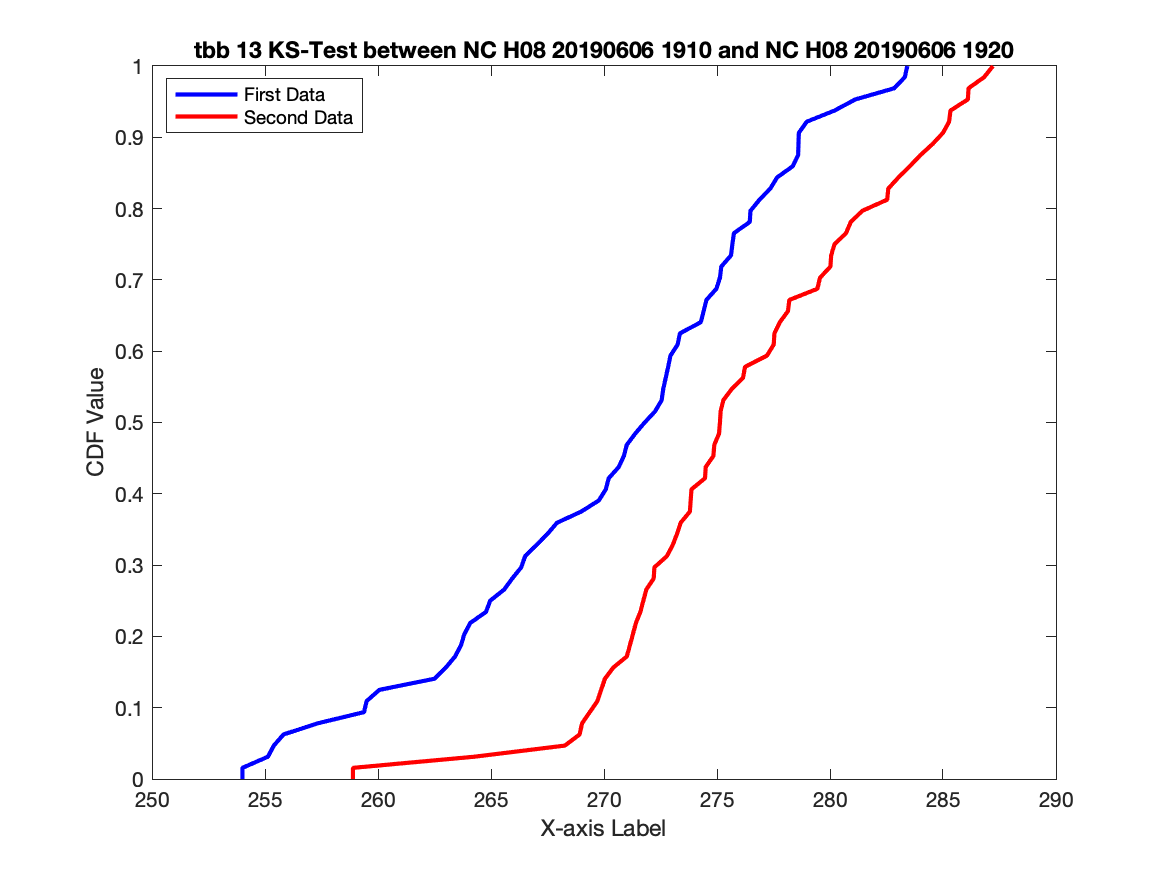 tbb 13 KS-Test between NC H08 20190606 1910 and NC H08 20190606 1920
First Data
Second Data
1
0.9
0.8
0.7
0.6
0.5
0.4
0.3
0.2
0.1
0
CDF Value
250 255 260 265 270 275 280 285 290
X-axis Label